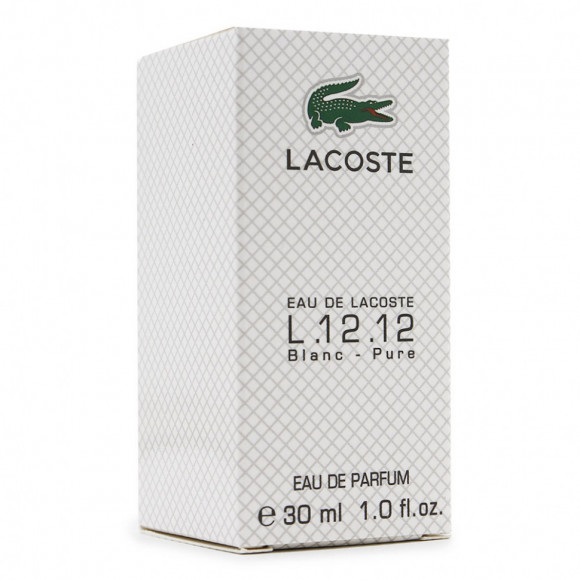 LACOSTE
EAU DE LACOSTE
L.12.12
Blanc - Pure
EAU DE PARFUM
℮ 30 ml 1.0 fl.oz.